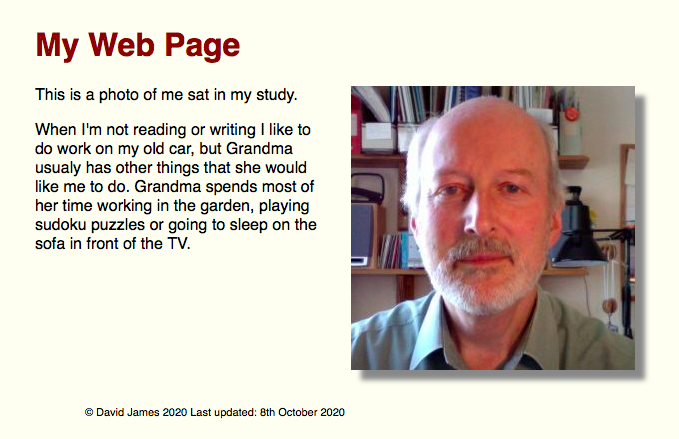 My Web Page
This is a photo of me sat in my study.
When I'm not reading or writing I like to
do work on my old car, but Grandma
usualy has other things that she would
like me to do. Grandma spends most of
her time working in the garden, playing
sudoku puzzles or going to sleep on the
sofa in front of the TV.
© David James 2020 Last updated: 8th October 2020